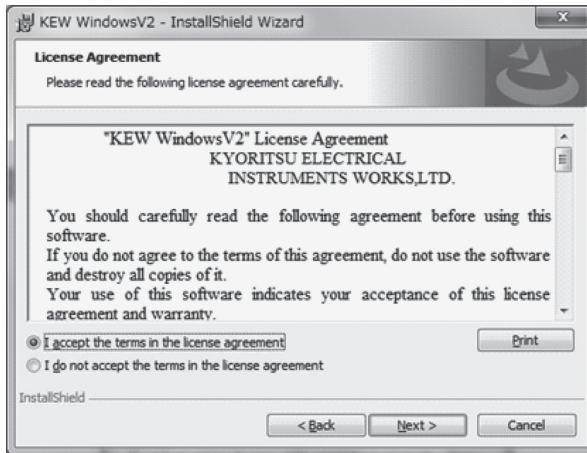 KEW WindowsV2 - InstallShield Wizard
License Agreement
Please read the following license agreement carefully.
"KEW WindowsV2" License Agreement
KYORITSU ELECTRICAL
INSTRUMENTS WORKS,LTD.
You should carefully read the following agreement before using this
software.
If you do not agree to the terms of this agreement, do not use the software
and destroy all copies of it.
Your use of this software indicates your acceptance of this license
agreement and warranty.
I accept the terms in the license agreement
Print
I do not accept the terms in the license agreement
InstallShield
< Back
Next >
Cancel